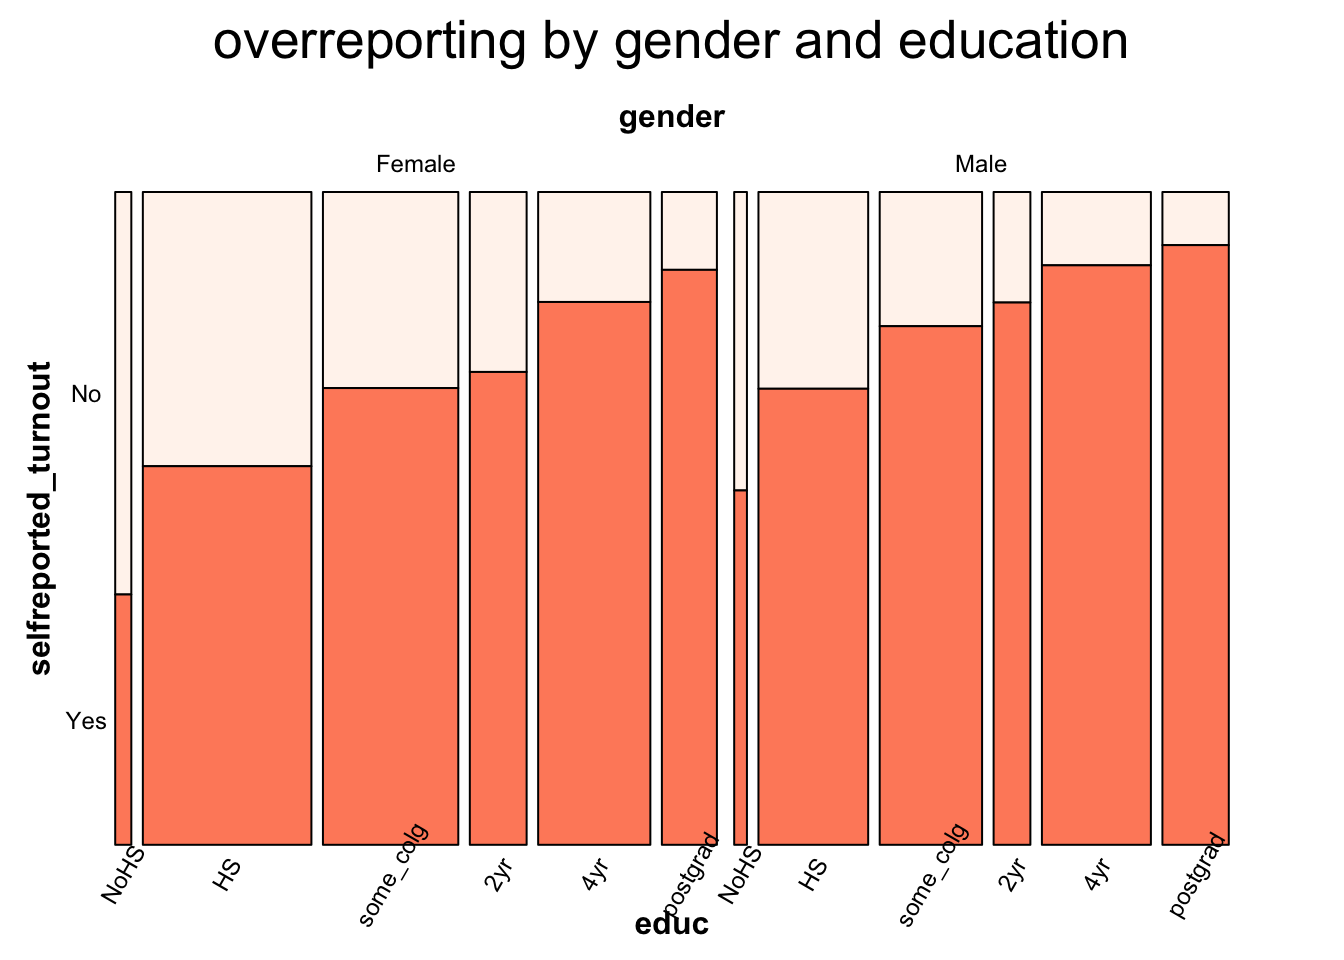 overreporting by gender and education
gender
Female Male
selfreported_turnout
No
Yes
NoHS HS some_colg 2yr 4yr postgrad NoHS HS some_colg 2yr 4yr postgrad
educ